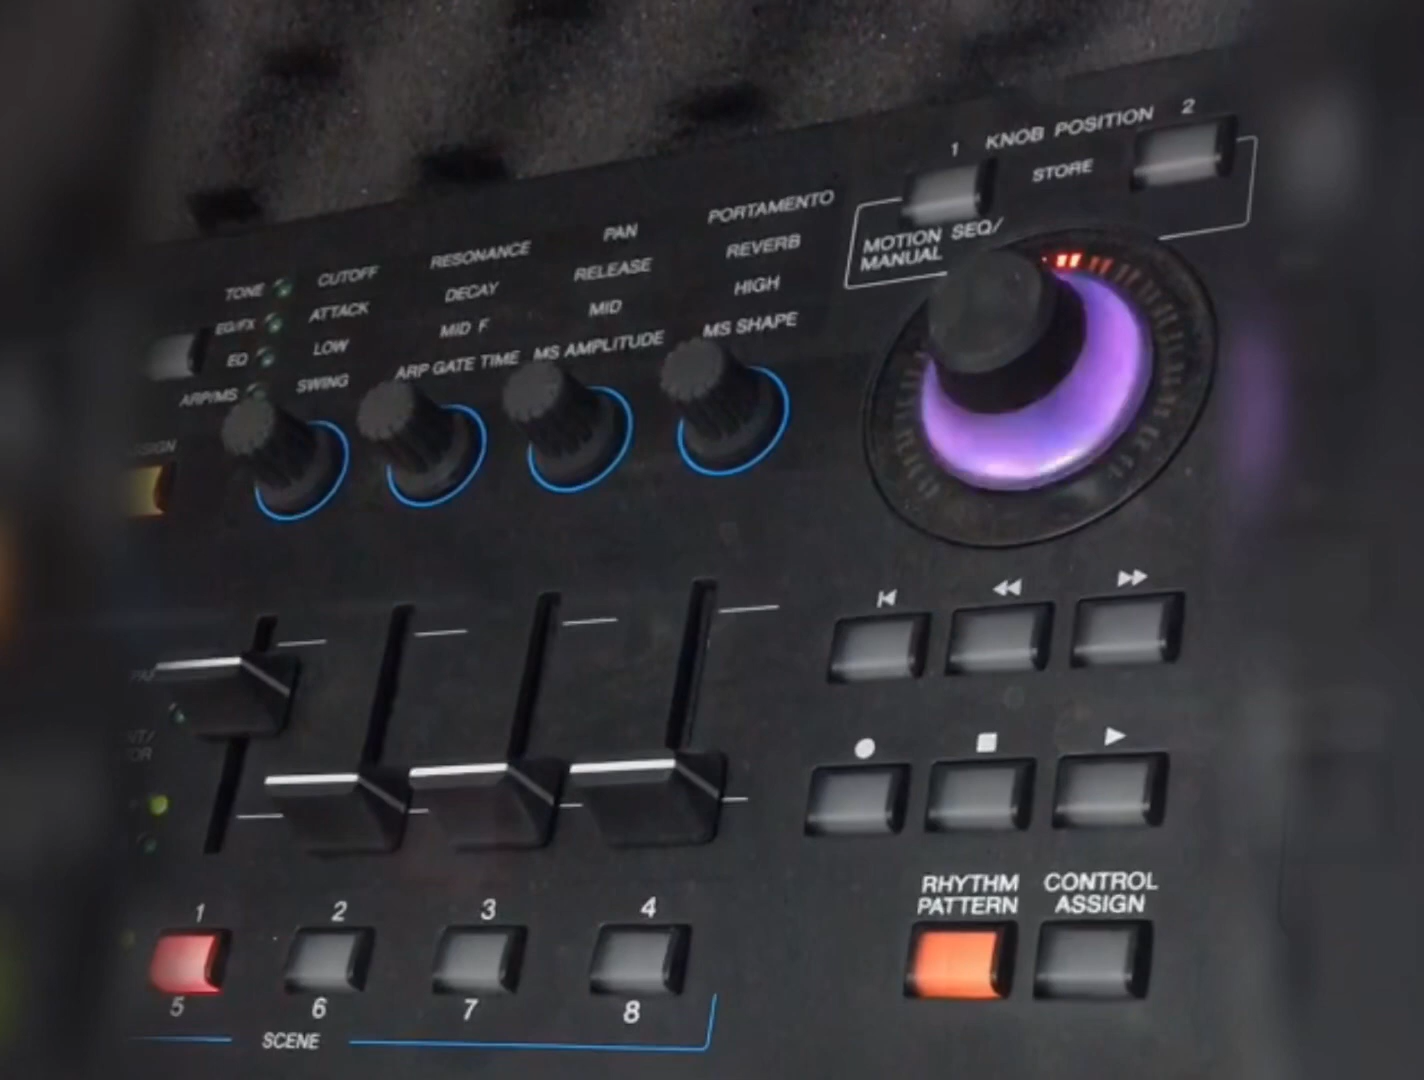 1 KNOB POSITION 2
STORE
MOTION SEQ/
MANUAL
TONE CUTOFF RESONANCE PAN PORTAMENTO
EQ/FX ATTACK DECAY RELEASE REVERB
EQ LOW MID F MID HIGH
ARP/MS SWING ARP GATE TIME MS AMPLITUDE MS SHAPE
RHYTHM
PATTERN
CONTROL
ASSIGN
1 2 3 4
5 6 7 8
SCENE